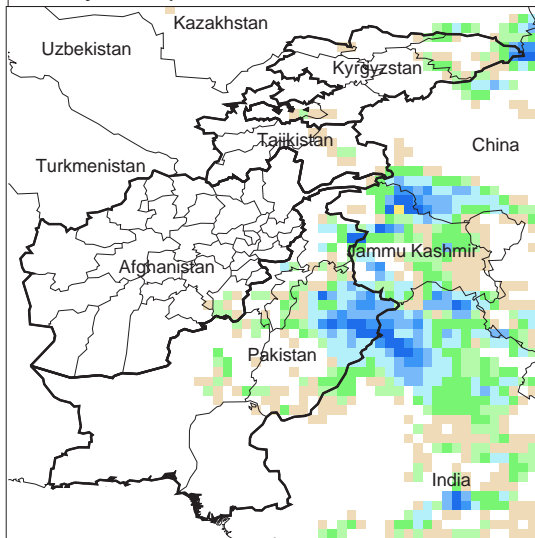 Kazakhstan
Uzbekistan
Kyrgyzstan
Tajikistan
China
Turkmenistan
Jammu Kashmir
Afghanistan
Pakistan
India